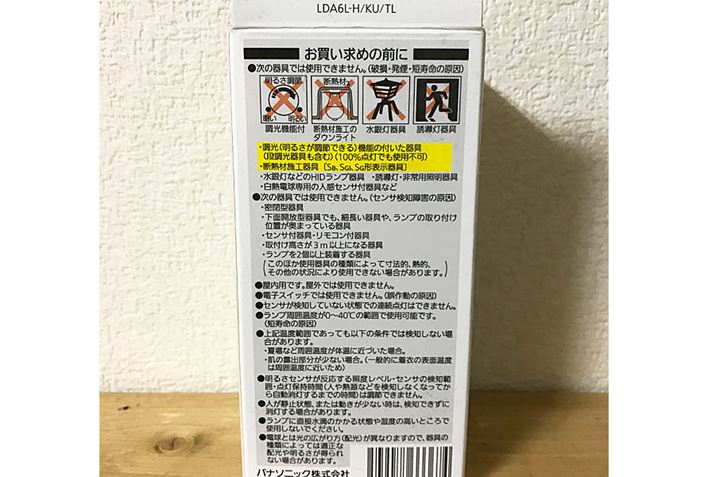 LDA6L-H/KU/TL
お買い求めの前に
●次の器具では使用できません。(破損・発煙・短寿命の原因)
明るさ調節 断熱材
暗い 明るい
調光機能付 断熱材施工の 水銀灯器具 誘導灯器具
ダウンライト
・調光(明るさが調節できる)機能の付いた器具
(段調光器具も含む)(100%点灯でも使用不可)
・断熱材施工器具〔SB、SGI、SG形表示器具〕
・水銀灯などのHIDランプ器具 ・誘導灯・非常用照明器具
・白熱電球専用の人感センサ付器具など
●次の器具では使用できません。(センサ検知障害の原因)
・密閉型器具
・下面開放型器具でも、細長い器具や、ランプの取り付け
位置が奥まっている器具
・センサ付器具・リモコン付器具
・取付け高さが3m以上になる器具
・ランプを2個以上装着する器具
(このほか使用器具の種類によって寸法的、熱的、
その他の状況により使用できない場合があります。)
●屋内用です。屋外では使用できません。
●電子スイッチでは使用できません。(誤作動の原因)
●センサが検知していない状態での連続点灯はできません。
●ランプ周囲温度が0～40℃の範囲で使用可能です。
(短寿命の原因)
●上記温度範囲であっても以下の条件では検知しない場
合があります。
・夏場など周囲温度が体温に近づいた場合。
・肌の露出部分が少ない場合。(一般的に着衣の表面温度
は周囲温度に近いため)
●明るさセンサが反応する照度レベル・センサの検知範
囲・点灯保持時間(人や熱源などを検知しなくなってか
ら自動消灯するまでの時間)は調節できません。
●人が静止状態、または動きが少ない時は、検知できずに
消灯する場合があります。
●ランプに直接水滴のかかる状態や湿度の高いところで
使用しないでください。
●電球とは光の広がり方(配光)が異なりますので、器具の
種類によっては適正な
配光や明るさが得られ
ない場合があります。
パナソニック株式会社